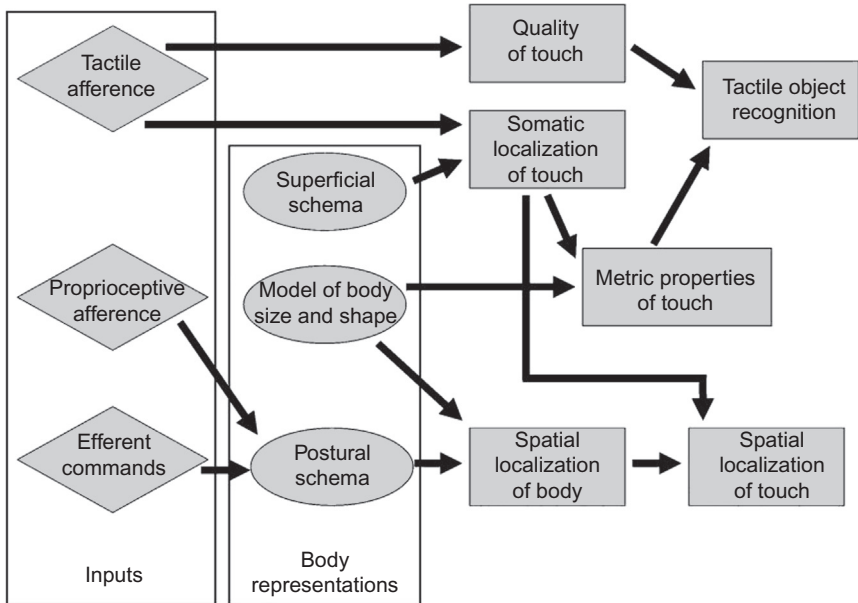 Tactile
afference
Quality
of touch
Tactile object
recognition
Somatic
localization
of touch
Superficial
schema
Proprioceptive
afference
Model of body
size and shape
Metric properties
of touch
Efferent
commands
Postural
schema
Spatial
localization
of body
Spatial
localization
of touch
Inputs
Body
representations